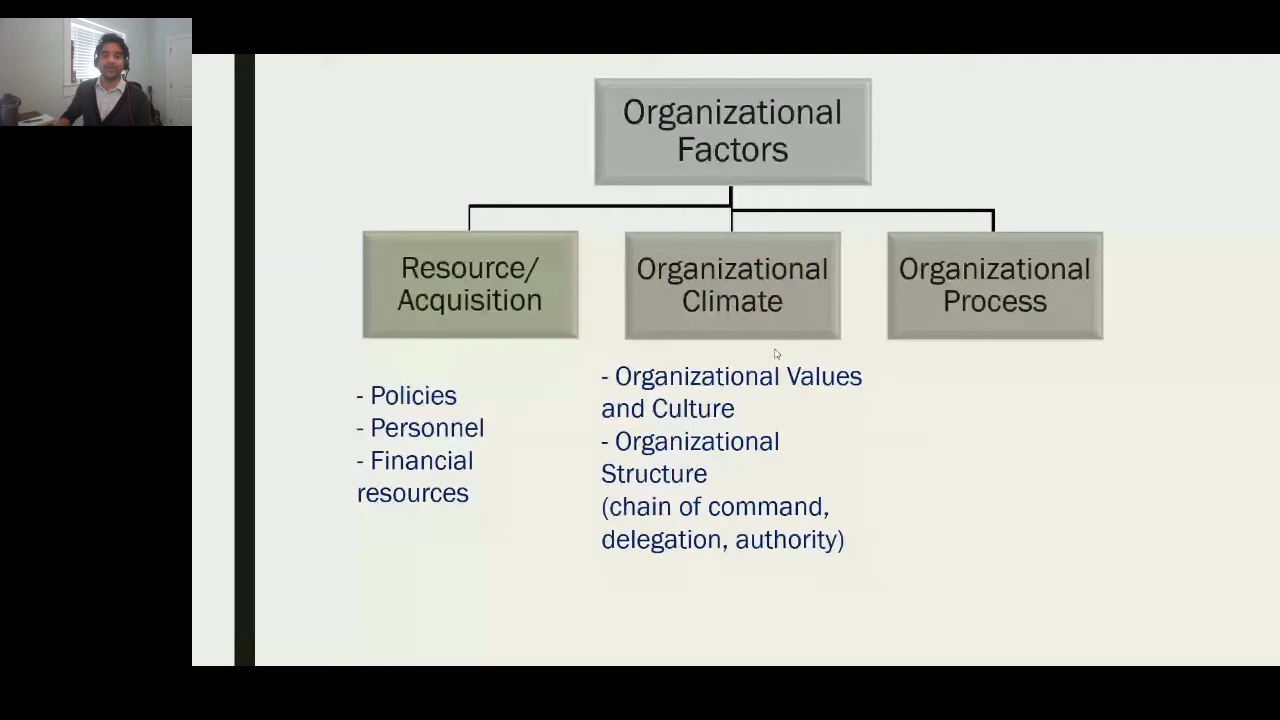 Organizational
Factors
Resource/
Acquisition
Organizational
Climate
Organizational
Process
- Policies
- Personnel
- Financial
resources
- Organizational Values
and Culture
- Organizational
Structure
(chain of command,
delegation, authority)